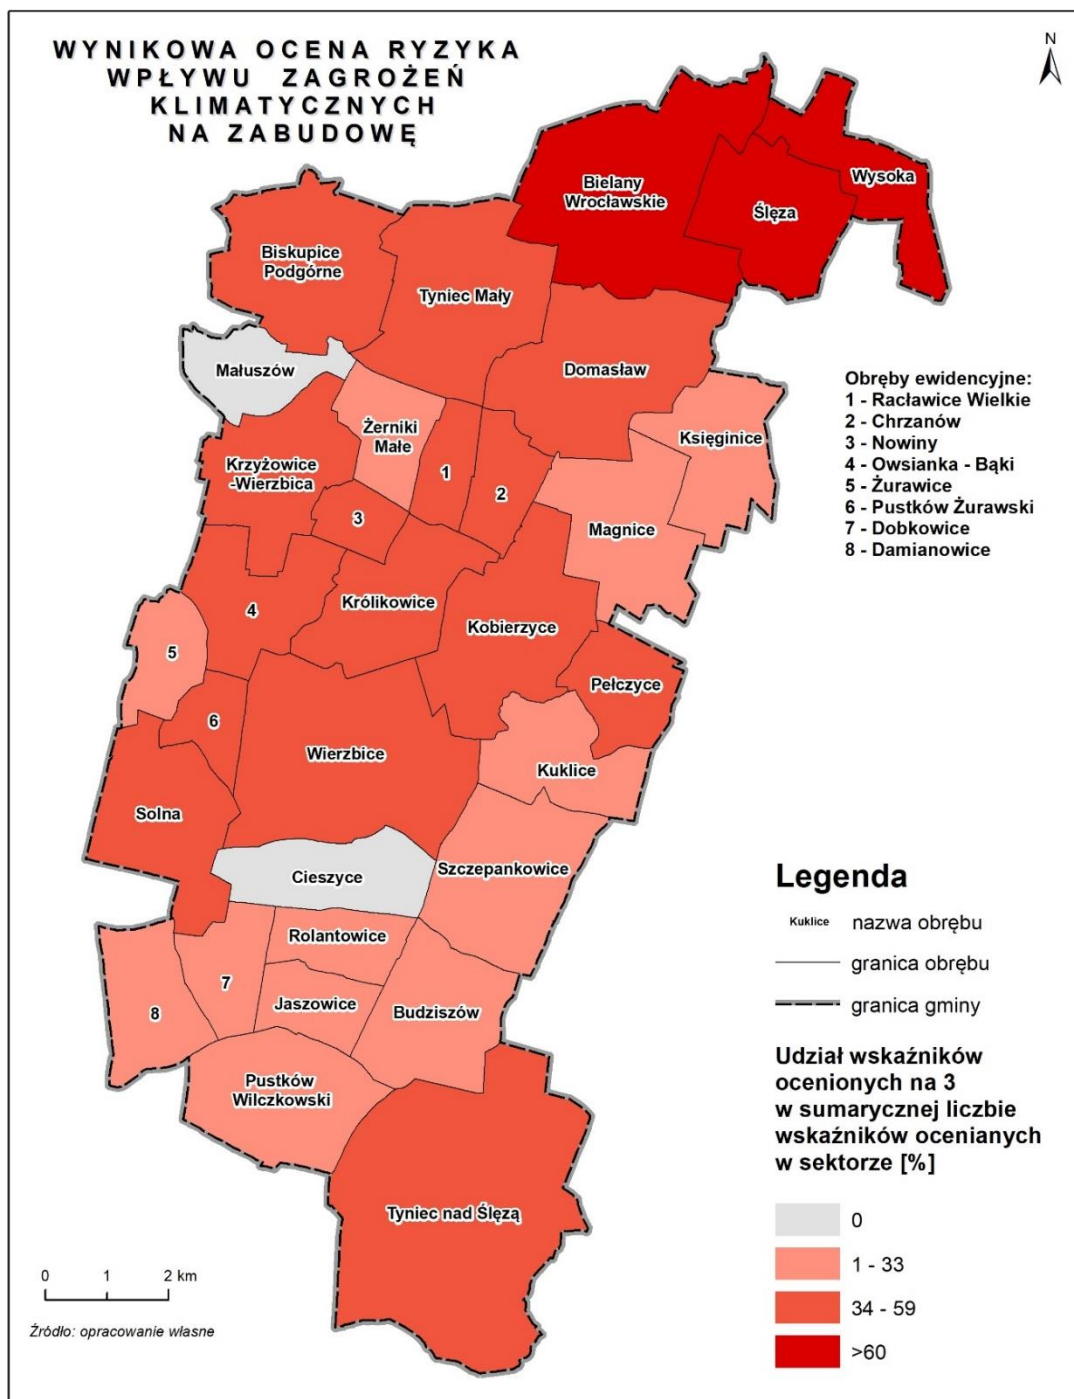 WYNIKOWA OCENA RYZYKA
WPŁYWU ZAGROŻEŃ
KLIMATYCZNYCH
NA ZABUDOWĘ
N
Bielany
Wrocławskie
Ślęza
Wysoka
Biskupice
Podgórne
Tyniec Mały
Domasław
Małuszów
Żerniki
Małe
Księginice
Krzyżowice
-Wierzbica
1
2
3
Magnice
4
Królikowice
Kobierzyce
5
6
Pełczyce
Wierzbice
Kuklice
Solna
Cieszyce
Szczepankowice
Rolantowice
7
Jaszowice
8
Budziszów
Pustków
Wilczkowski
Tyniec nad Ślęzą
Obręby ewidencyjne:
1 - Racławice Wielkie
2 - Chrzanów
3 - Nowiny
4 - Owsianka - Bąki
5 - Żurawice
6 - Pustków Żurawski
7 - Dobkowice
8 - Damianowice
Legenda
Kuklice nazwa obrębu
granica obrębu
granica gminy
Udział wskaźników
ocenionych na 3
w sumarycznej liczbie
wskaźników ocenianych
w sektorze [%]
0
1 - 33
34 - 59
>60
0 1 2 km
Źródło: opracowanie własne